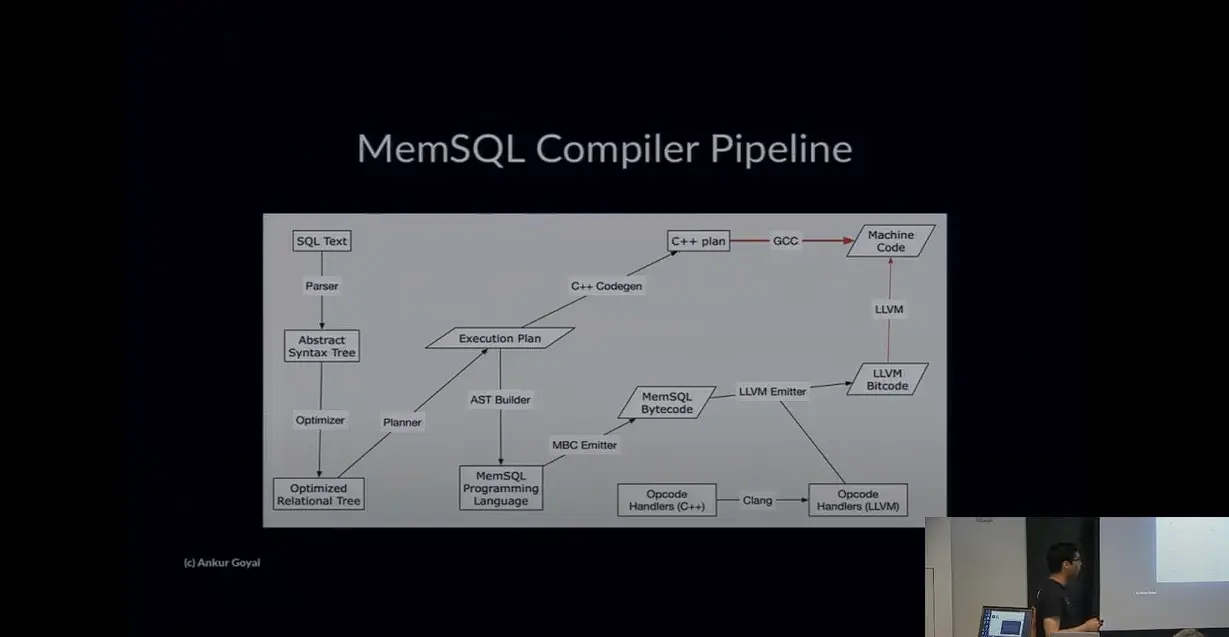 MemSQL Compiler Pipeline
SQL Text
Parser
Abstract
Syntax Tree
Optimizer
Optimized
Relational Tree
Planner
Execution Plan
C++ Codegen
C++ plan
GCC
Machine
Code
AST Builder
MemSQL
Programming
Language
MBC Emitter
MemSQL
Bytecode
LLVM Emitter
LLVM
Bitcode
LLVM
Opcode
Handlers (C++)
Clang
Opcode
Handlers (LLVM)
(c) Ankur Goyal